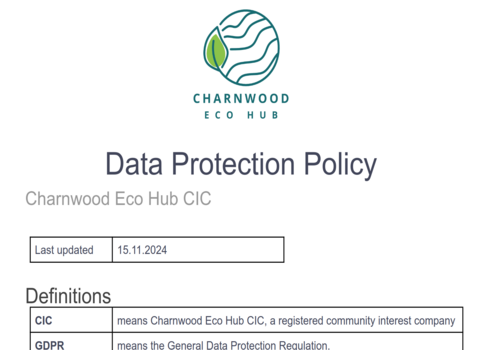 CHARNWOOD
ECO HUB
Data Protection Policy
Charnwood Eco Hub CIC
Last updated 15.11.2024
Definitions
CIC means Charnwood Eco Hub CIC, a registered community interest company
GDPR means the General Data Protection Regulation.